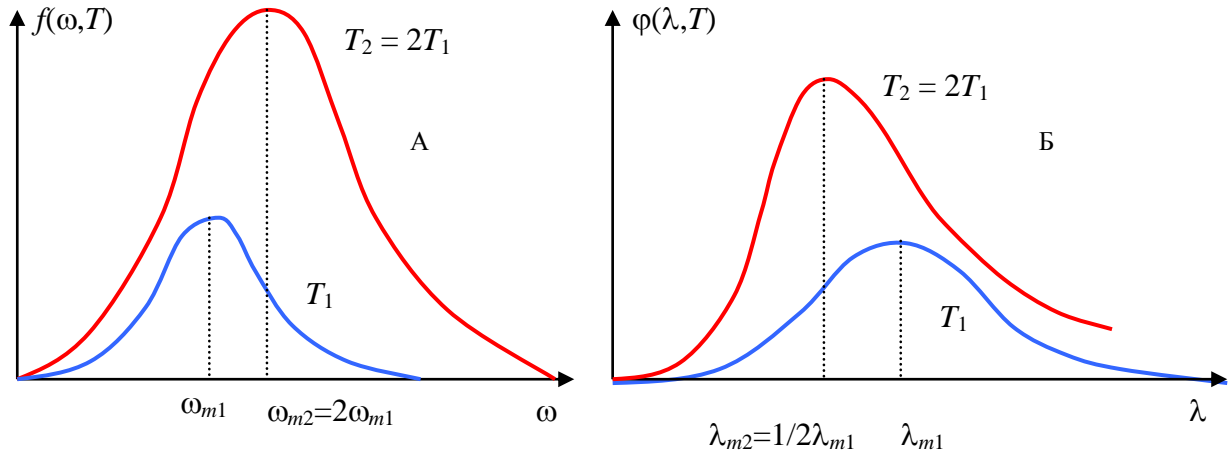 f(ω,T)
T₂ = 2T₁
А
T₁
ωₘ₁
ωₘ₂=2ωₘ₁
ω
φ(λ,T)
T₂ = 2T₁
Б
T₁
λ
λₘ₂=1/2λₘ₁
λₘ₁